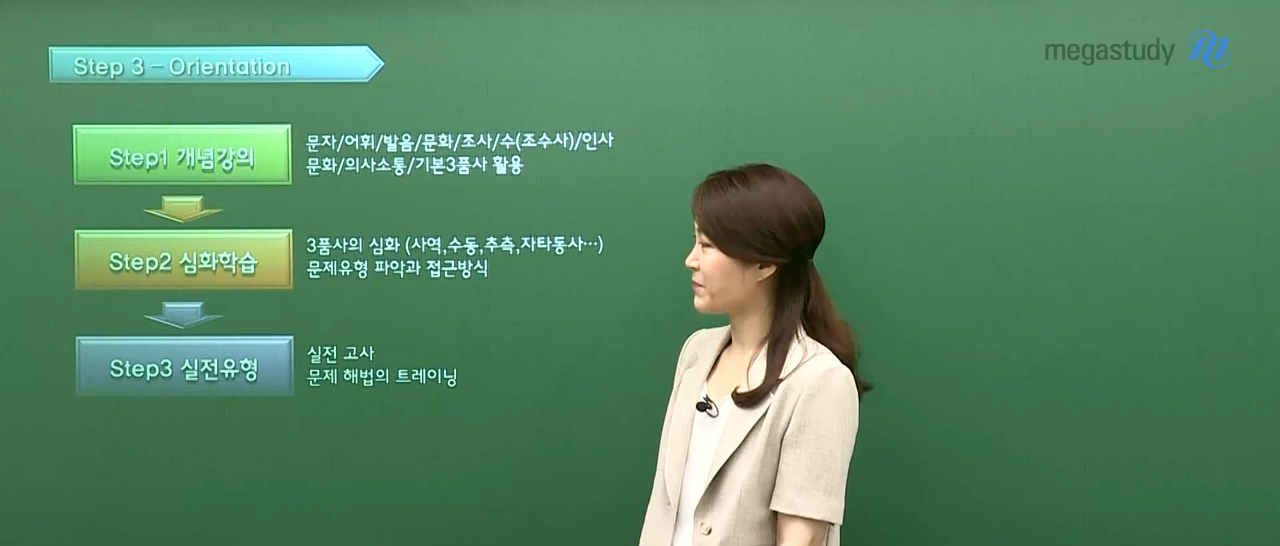 Step 3 – Orientation
megastudy
Step1 개념강의
문자/어휘/발음/문화/조사/수(조수사)/인사
문화/의사소통/기본3품사 활용
Step2 심화학습
3품사의 심화 (사역,수동,추측,자타동사…)
문제유형 파악과 접근방식
Step3 실전유형
실전 고사
문제 해법의 트레이닝